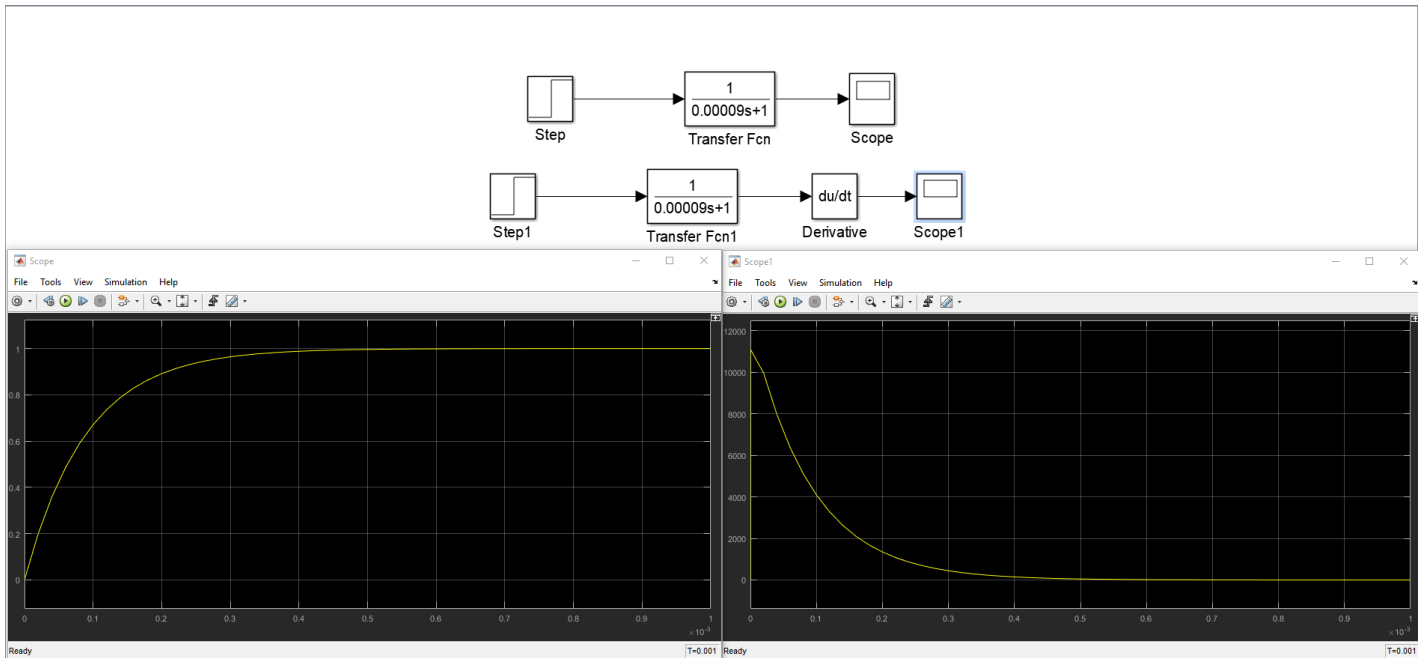 1
0.00009s+1
Step
Transfer Fcn
Scope
1
0.00009s+1
du/dt
Step1
Transfer Fcn1
Derivative
Scope1
Scope
File Tools View Simulation Help
1
0.8
0.6
0.4
0.2
0
0 0.1 0.2 0.3 0.4 0.5 0.6 0.7 0.8 0.9 1
×10⁻³
Ready T=0.001
Scope1
File Tools View Simulation Help
12000
10000
8000
6000
4000
2000
0
0 0.1 0.2 0.3 0.4 0.5 0.6 0.7 0.8 0.9 1
×10⁻³
Ready T=0.001